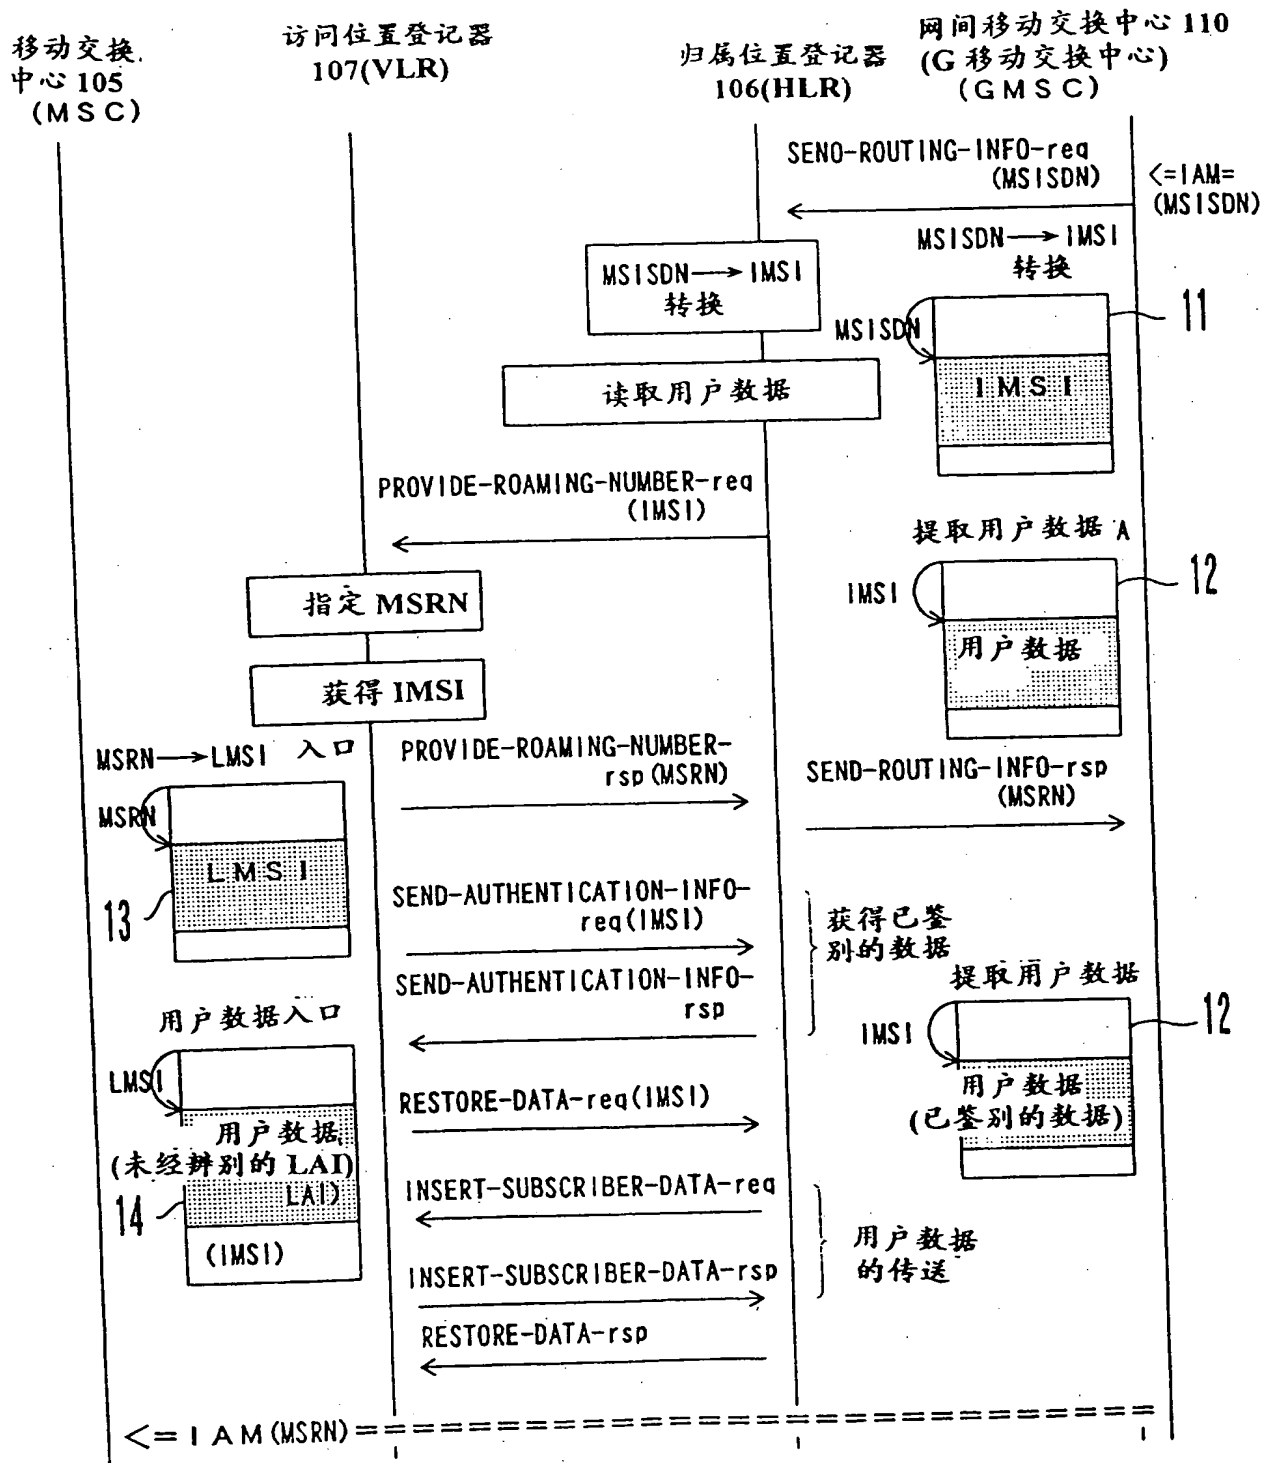 移动交换
中心 105
(MSC)
访问位置登记器
107(VLR)
归属位置登记器
106(HLR)
网间移动交换中心 110
(G 移动交换中心)
(GMSC)
SENO-ROUTING-INFO-req
(MSISDN)
<=IAM=
(MSISDN)
MSISDN→IMSI
转换
MSISDN→IMSI
转换
MSISDN
11
IMSI
读取用户数据
PROVIDE-ROAMING-NUMBER-req
(IMSI)
提取用户数据 A
IMSI
12
用户数据
指定 MSRN
获得 IMSI
MSRN→LMSI 入口
PROVIDE-ROAMING-NUMBER-
rsp(MSRN)
SEND-ROUTING-INFO-rsp
(MSRN)
MSRN
LMSI
13
SEND-AUTHENTICATION-INFO-
req(IMSI)
获得已鉴
别的数据
SEND-AUTHENTICATION-INFO-
rsp
提取用户数据
IMSI
12
用户数据
(已鉴别的数据)
用户数据入口
LMSI
用户数据,
(未经辨别的 LAI)
LAI)
14
(IMSI)
RESTORE-DATA-req(IMSI)
INSERT-SUBSCRIBER-DATA-req
用户数据
的传送
INSERT-SUBSCRIBER-DATA-rsp
RESTORE-DATA-rsp
<=IAM(MSRN)======================